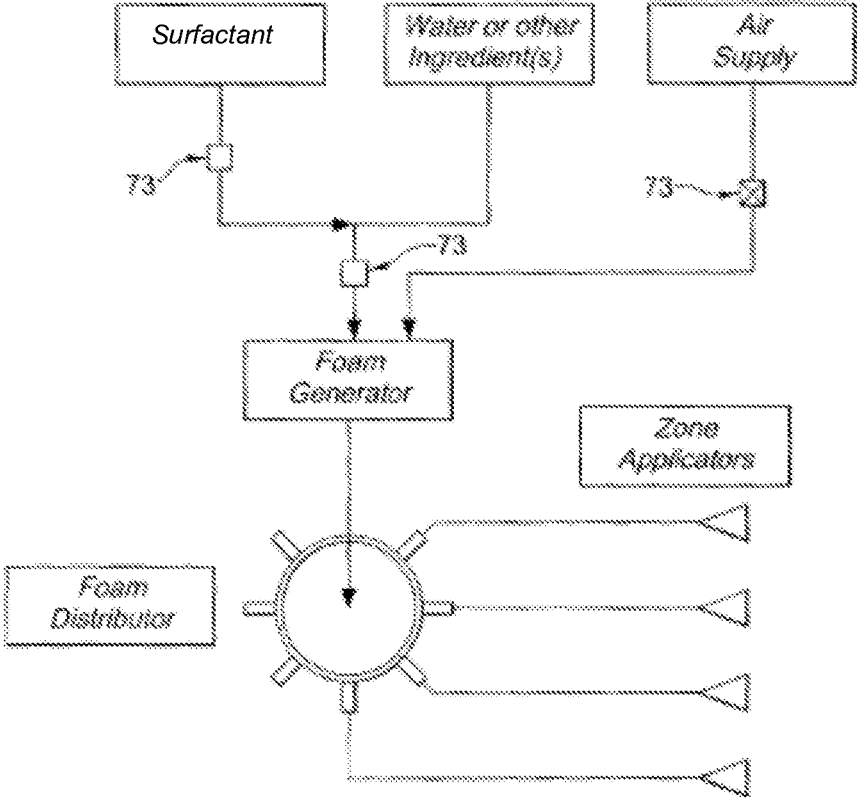 Surfactant
Water or other
Ingredient(s)
Air
Supply
73
73
73
Foam
Generator
Zone
Applicators
Foam
Distributor